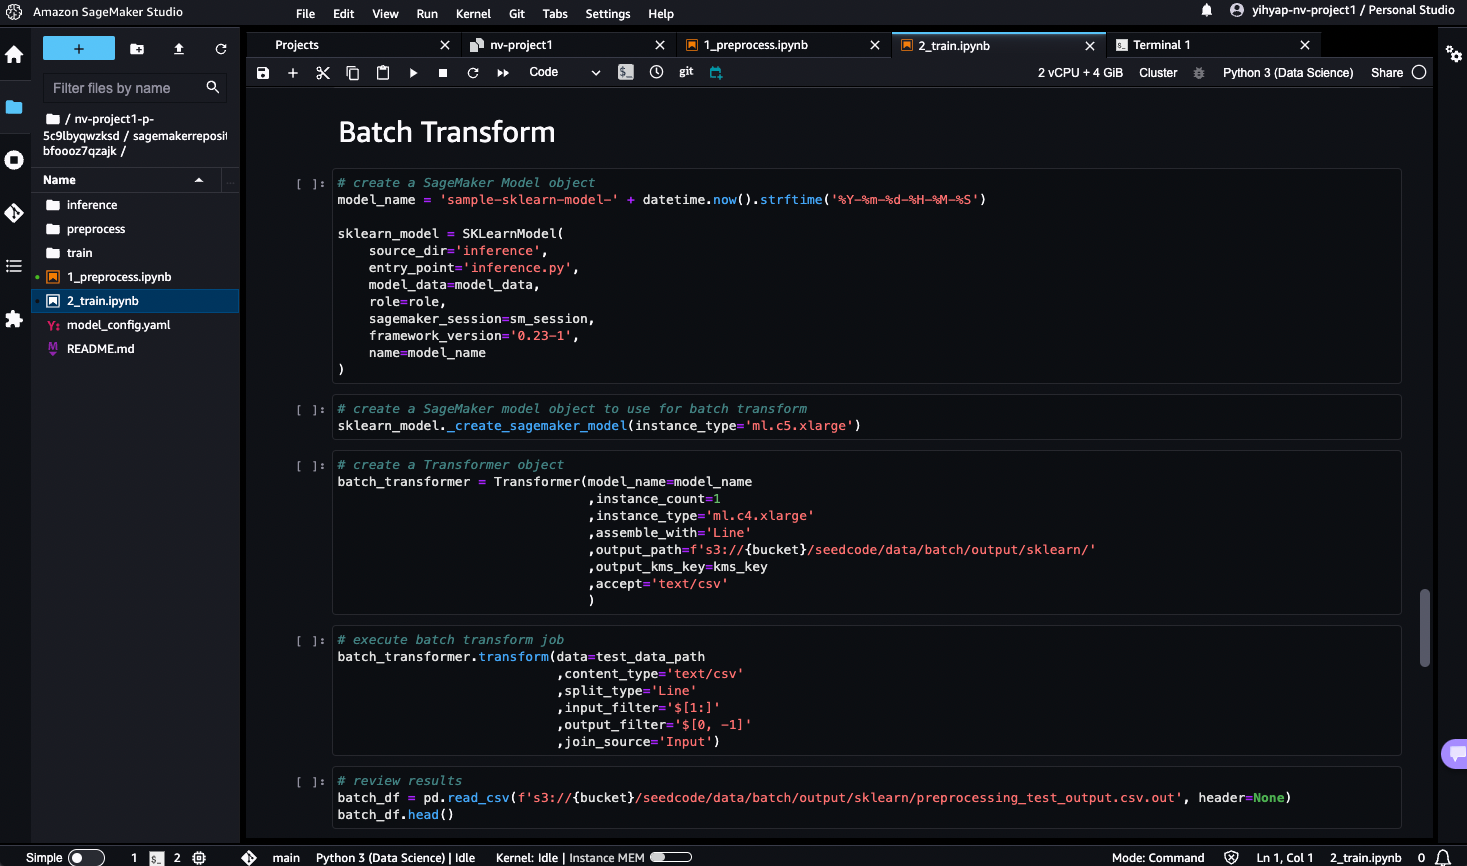 Amazon SageMaker Studio
File Edit View Run Kernel Git Tabs Settings Help
yihyap-nv-project1 / Personal Studio
+
Filter files by name
/ nv-project1-p-
5c9lbyqwzksd / sagemakerreposit
bfoooz7qzajk /
Name
inference
preprocess
train
1_preprocess.ipynb
2_train.ipynb
Y: model_config.yaml
M README.md
Projects
nv-project1
1_preprocess.ipynb
2_train.ipynb
$_ Terminal 1
Code
$_
git
2 vCPU + 4 GiB Cluster Python 3 (Data Science) Share
Batch Transform
[ ]: # create a SageMaker Model object
model_name = 'sample-sklearn-model-' + datetime.now().strftime('%Y-%m-%d-%H-%M-%S')
sklearn_model = SKLearnModel(
source_dir='inference',
entry_point='inference.py',
model_data=model_data,
role=role,
sagemaker_session=sm_session,
framework_version='0.23-1',
name=model_name
)
[ ]: # create a SageMaker model object to use for batch transform
sklearn_model._create_sagemaker_model(instance_type='ml.c5.xlarge')
[ ]: # create a Transformer object
batch_transformer = Transformer(model_name=model_name
,instance_count=1
,instance_type='ml.c4.xlarge'
,assemble_with='Line'
,output_path=f's3://{bucket}/seedcode/data/batch/output/sklearn/'
,output_kms_key=kms_key
,accept='text/csv'
)
[ ]: # execute batch transform job
batch_transformer.transform(data=test_data_path
,content_type='text/csv'
,split_type='Line'
,input_filter='$[1:]'
,output_filter='$[0, -1]'
,join_source='Input')
[ ]: # review results
batch_df = pd.read_csv(f's3://{bucket}/seedcode/data/batch/output/sklearn/preprocessing_test_output.csv.out', header=None)
batch_df.head()
Simple 1 $_ 2 main Python 3 (Data Science) | Idle Kernel: Idle | Instance MEM Mode: Command Ln 1, Col 1 2_train.ipynb 0